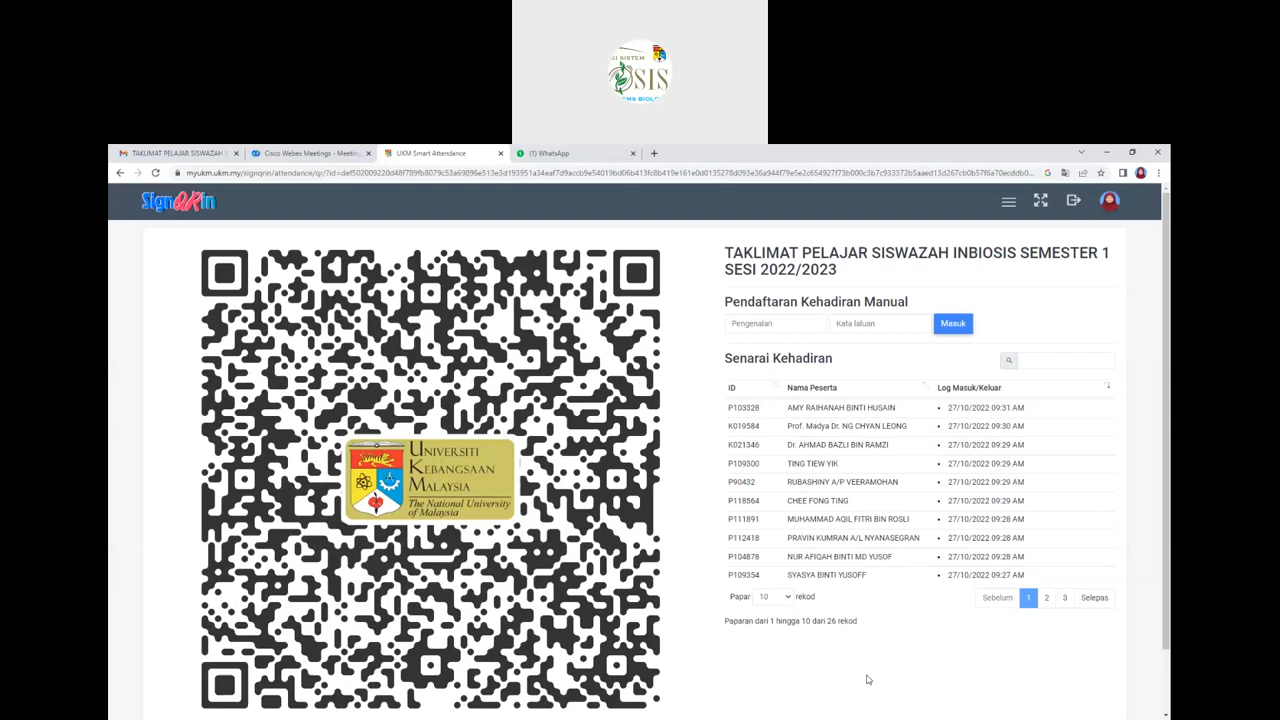 GI SISTEM
OSIS
EMS BIOL
TAKLIMAT PELAJAR SISWAZAH
Cisco Webex Meetings - Meeting
UKM Smart Attendance
(1) WhatsApp
SignQRin
TAKLIMAT PELAJAR SISWAZAH INBIOSIS SEMESTER 1
SESI 2022/2023
Pendaftaran Kehadiran Manual
Pengenalan Kata laluan Masuk
Senarai Kehadiran
ID Nama Peserta Log Masuk/Keluar
P103328 AMY RAIHANAH BINTI HUSAIN • 27/10/2022 09:31 AM
K019584 Prof. Madya Dr. NG CHYAN LEONG • 27/10/2022 09:30 AM
K021346 Dr. AHMAD BAZLI BIN RAMZI • 27/10/2022 09:29 AM
P109300 TING TIEW YIK • 27/10/2022 09:29 AM
P90432 RUBASHINY A/P VEERAMOHAN • 27/10/2022 09:29 AM
P118564 CHEE FONG TING • 27/10/2022 09:29 AM
P111891 MUHAMMAD AQIL FITRI BIN ROSLI • 27/10/2022 09:28 AM
P112418 PRAVIN KUMRAN A/L NYANASEGRAN • 27/10/2022 09:28 AM
P104878 NUR AFIQAH BINTI MD YUSOF • 27/10/2022 09:28 AM
P109354 SYASYA BINTI YUSOFF • 27/10/2022 09:27 AM
Papar 10 rekod
Sebelum 1 2 3 Selepas
Paparan dari 1 hingga 10 dari 26 rekod
UNIVERSITI
KEBANGSAAN
MALAYSIA
The National University
of Malaysia